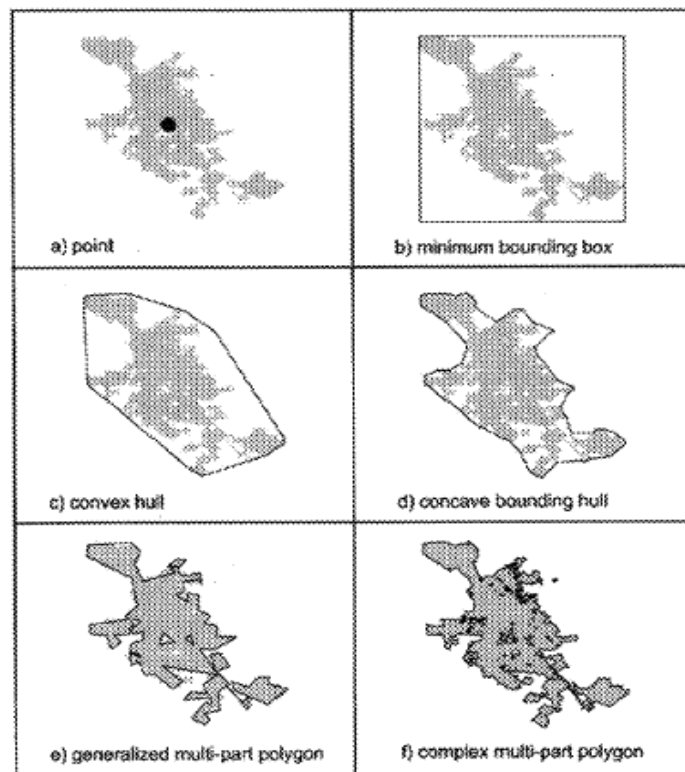 a) point
b) minimum bounding box
c) convex hull
d) concave bounding hull
e) generalized multi-part polygon
f) complex multi-part polygon